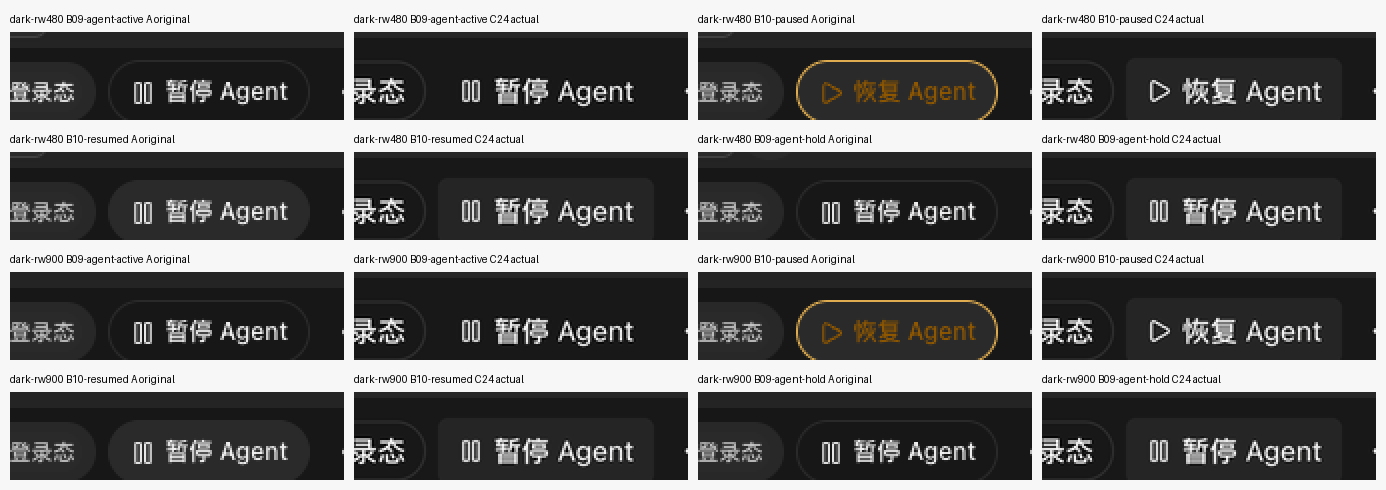 dark-rw480 B09-agent-active A original
dark-rw480 B09-agent-active C24 actual
dark-rw480 B10-paused A original
dark-rw480 B10-paused C24 actual
登录态 暂停 Agent
录态 暂停 Agent
登录态 恢复 Agent
录态 恢复 Agent
dark-rw480 B10-resumed A original
dark-rw480 B10-resumed C24 actual
dark-rw480 B09-agent-hold A original
dark-rw480 B09-agent-hold C24 actual
登录态 暂停 Agent
录态 暂停 Agent
登录态 暂停 Agent
录态 暂停 Agent
dark-rw900 B09-agent-active A original
dark-rw900 B09-agent-active C24 actual
dark-rw900 B10-paused A original
dark-rw900 B10-paused C24 actual
登录态 暂停 Agent
录态 暂停 Agent
登录态 恢复 Agent
录态 恢复 Agent
dark-rw900 B10-resumed A original
dark-rw900 B10-resumed C24 actual
dark-rw900 B09-agent-hold A original
dark-rw900 B09-agent-hold C24 actual
登录态 暂停 Agent
录态 暂停 Agent
登录态 暂停 Agent
录态 暂停 Agent